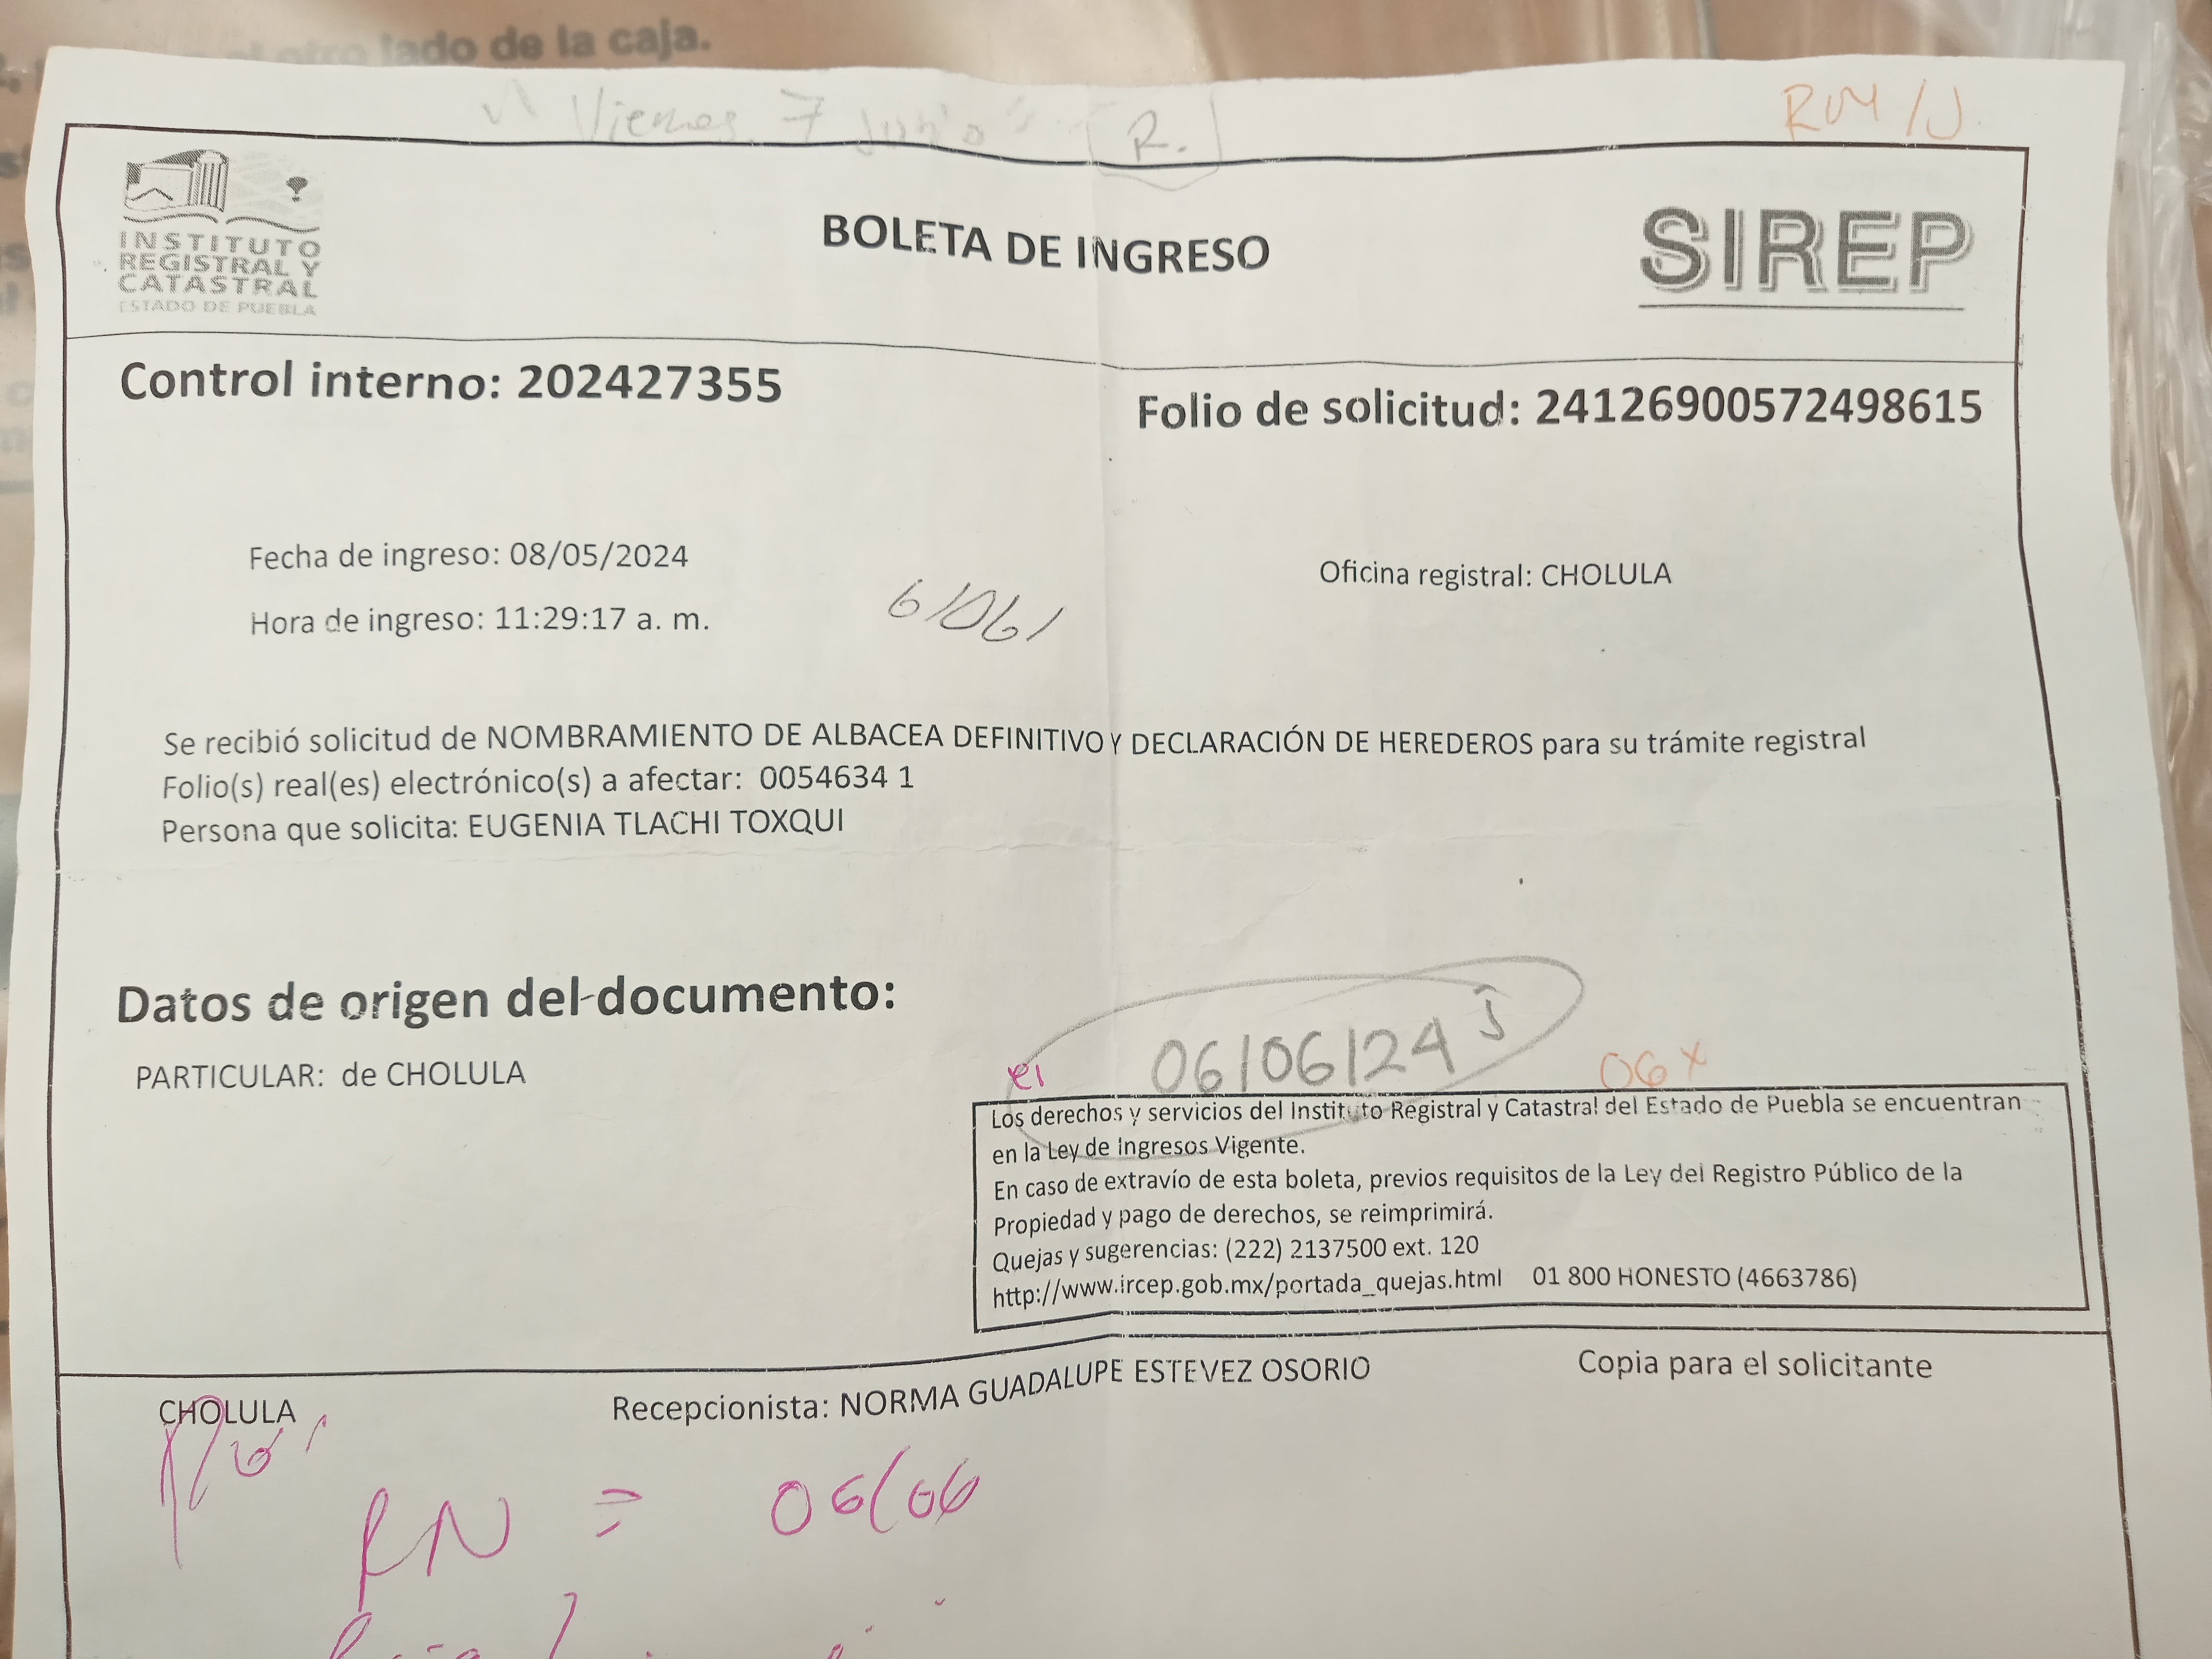 lado de la caja.
Viernes 7 Junio R.
INSTITUTO
REGISTRAL Y
CATASTRAL
ESTADO DE PUEBLA
BOLETA DE INGRESO
SIREP
Control interno: 202427355
Folio de solicitud: 24126900572498615
Fecha de ingreso: 08/05/2024
Oficina registral: CHOLULA
Hora de ingreso: 11:29:17 a. m.
Se recibió solicitud de NOMBRAMIENTO DE ALBACEA DEFINITIVO Y DECLARACIÓN DE HEREDEROS para su trámite registral
Folio(s) real(es) electrónico(s) a afectar: 0054634 1
Persona que solicita: EUGENIA TLACHI TOXQUI
Datos de origen del documento:
06/06/24
PARTICULAR: de CHOLULA
06 x
Los derechos y servicios del Instituto Registral y Catastral del Estado de Puebla se encuentran
en la Ley de Ingresos Vigente.
En caso de extravío de esta boleta, previos requisitos de la Ley del Registro Público de la
Propiedad y pago de derechos, se reimprimirá.
Quejas y sugerencias: (222) 2137500 ext. 120
http://www.ircep.gob.mx/portada_quejas.html 01 800 HONESTO (4663786)
CHOLULA
Recepcionista: NORMA GUADALUPE ESTEVEZ OSORIO
Copia para el solicitante
RN = 06/06